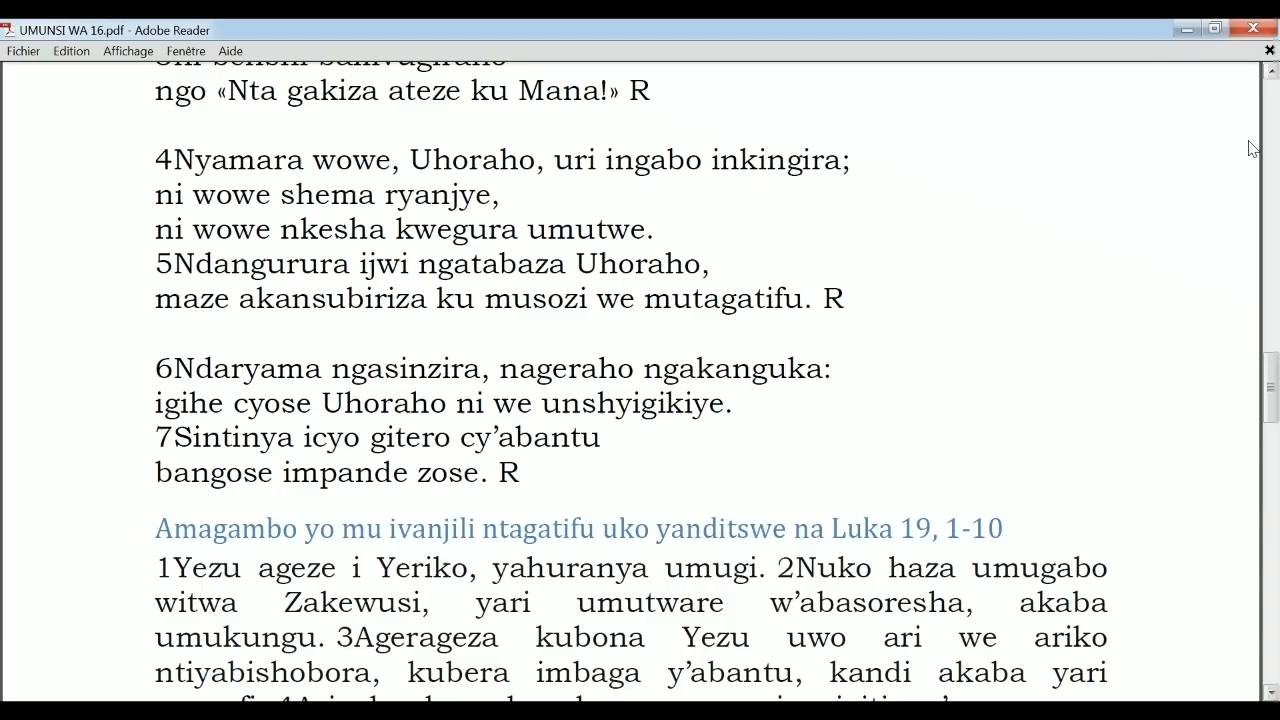 UMUNSI WA 16.pdf - Adobe Reader
Fichier Edition Affichage Fenêtre Aide
ngo «Nta gakiza ateze ku Mana!» R
4Nyamara wowe, Uhoraho, uri ingabo inkingira;
ni wowe shema ryanjye,
ni wowe nkesha kwegura umutwe.
5Ndangurura ijwi ngatabaza Uhoraho,
maze akansubiriza ku musozi we mutagatifu. R
6Ndaryama ngasinzira, nageraho ngakanguka:
igihe cyose Uhoraho ni we unshyigikiye.
7Sintinya icyo gitero cy’abantu
bangose impande zose. R
Amagambo yo mu ivanjili ntagatifu uko yanditswe na Luka 19, 1-10
1Yezu ageze i Yeriko, yahuranya umugi. 2Nuko haza umugabo
witwa Zakewusi, yari umutware w’abasoresha, akaba
umukungu. 3Agerageza kubona Yezu uwo ari we ariko
ntiyabishobora, kubera imbaga y’abantu, kandi akaba yari